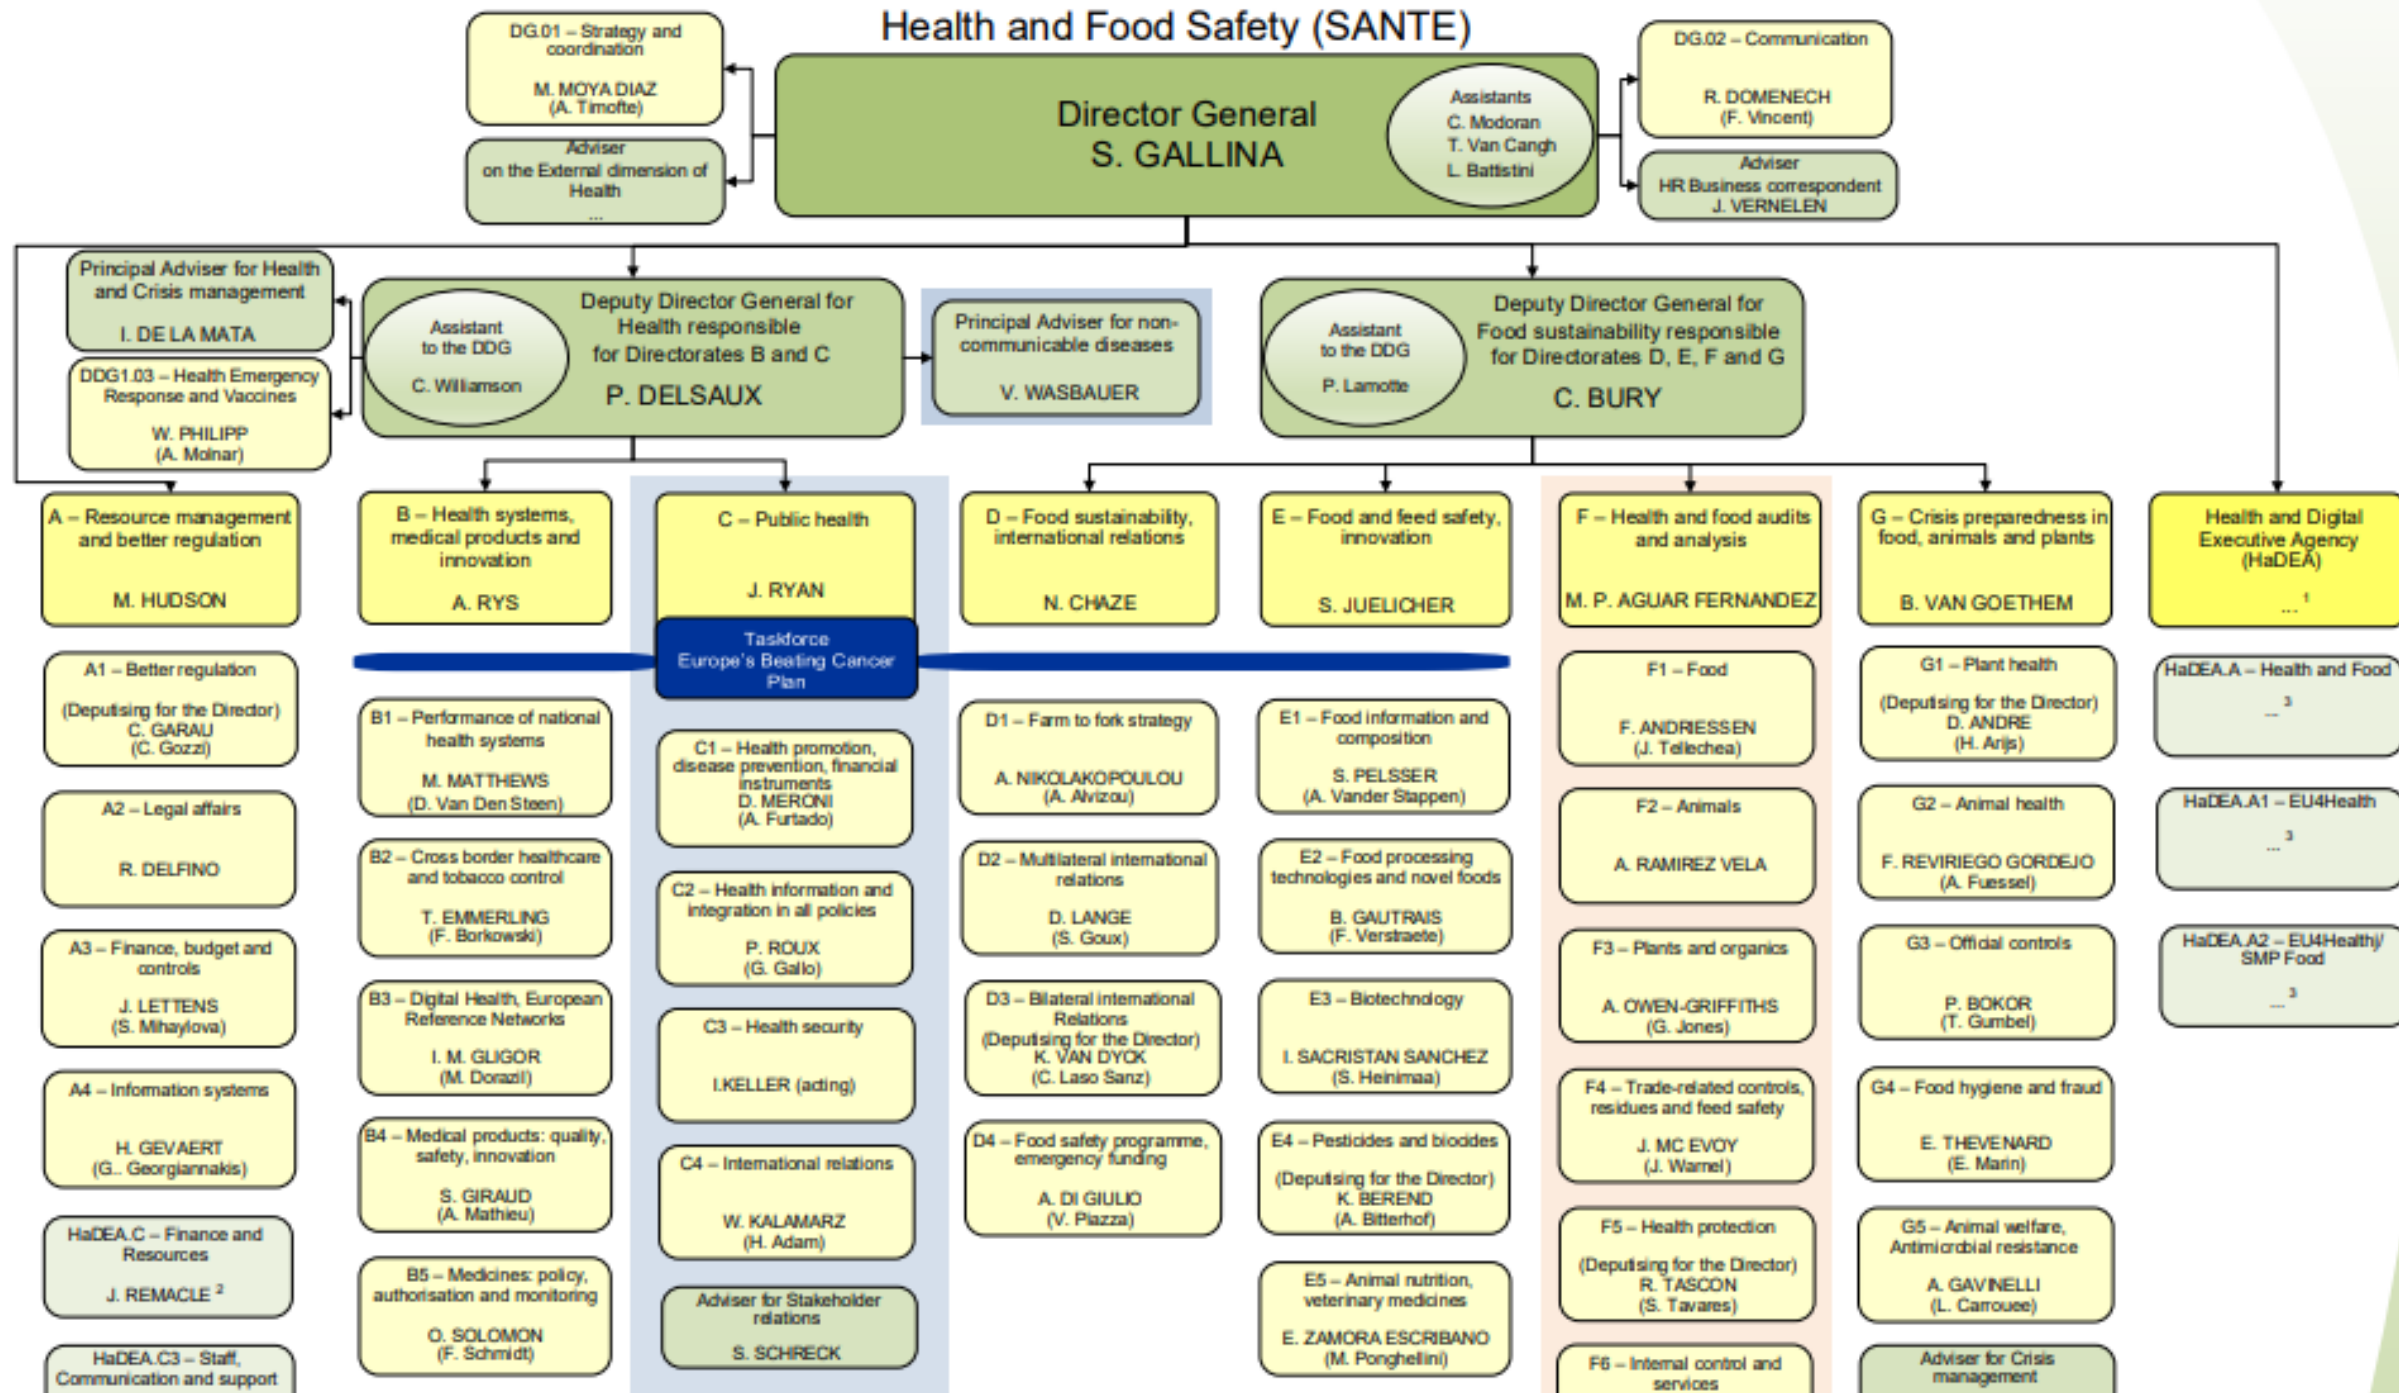 Health and Food Safety (SANTE)
DG.01 – Strategy and
coordination
M. MOYA DIAZ
(A. Timofte)
Adviser
on the External dimension of
Health
...
Director General
S. GALLINA
Assistants
C. Modoran
T. Van Cangh
L. Battistini
DG.02 – Communication
R. DOMENECH
(F. Vincent)
Adviser
HR Business correspondent
J. VERNELEN
Principal Adviser for Health
and Crisis management
I. DE LA MATA
DDG1.03 – Health Emergency
Response and Vaccines
W. PHILIPP
(A. Molnar)
Assistant
to the DDG
C. Williamson
Deputy Director General for
Health responsible
for Directorates B and C
P. DELSAUX
Principal Adviser for non-
communicable diseases
V. WASBAUER
Assistant
to the DDG
P. Lamotte
Deputy Director General for
Food sustainability responsible
for Directorates D, E, F and G
C. BURY
A – Resource management
and better regulation
M. HUDSON
A1 – Better regulation
(Deputising for the Director)
C. GARAU
(C. Gozzi)
A2 – Legal affairs
R. DELFINO
A3 – Finance, budget and
controls
J. LETTENS
(S. Mihaylova)
A4 – Information systems
H. GEVAERT
(G.. Georgiannakis)
HaDEA.C – Finance and
Resources
J. REMACLE ²
HaDEA.C3 – Staff,
Communication and support
B – Health systems,
medical products and
innovation
A. RYS
B1 – Performance of national
health systems
M. MATTHEWS
(D. Van Den Steen)
B2 – Cross border healthcare
and tobacco control
T. EMMERLING
(F. Borkowski)
B3 – Digital Health, European
Reference Networks
I. M. GLIGOR
(M. Dorazil)
B4 – Medical products: quality,
safety, innovation
S. GIRAUD
(A. Mathieu)
B5 – Medicines: policy,
authorisation and monitoring
O. SOLOMON
(F. Schmidt)
C – Public health
J. RYAN
Taskforce
Europe's Beating Cancer
Plan
C1 – Health promotion,
disease prevention, financial
instruments
D. MERONI
(A. Furtado)
C2 – Health information and
integration in all policies
P. ROUX
(G. Gallo)
C3 – Health security
I.KELLER (acting)
C4 – International relations
W. KALAMARZ
(H. Adam)
Adviser for Stakeholder
relations
S. SCHRECK
D – Food sustainability,
international relations
N. CHAZE
D1 – Farm to fork strategy
A. NIKOLAKOPOULOU
(A. Alvizou)
D2 – Multilateral international
relations
D. LANGE
(S. Goux)
D3 – Bilateral international
Relations
(Deputising for the Director)
K. VAN DYCK
(C. Laso Sanz)
D4 – Food safety programme,
emergency funding
A. DI GIULIO
(V. Piazza)
E – Food and feed safety,
innovation
S. JUELICHER
E1 – Food information and
composition
S. PELSSER
(A. Vander Stappen)
E2 – Food processing
technologies and novel foods
B. GAUTRAIS
(F. Verstraete)
E3 – Biotechnology
I. SACRISTAN SANCHEZ
(S. Heinimaa)
E4 – Pesticides and biocides
(Deputising for the Director)
K. BEREND
(A. Bitterhof)
E5 – Animal nutrition,
veterinary medicines
E. ZAMORA ESCRIBANO
(M. Ponghellini)
F – Health and food audits
and analysis
M. P. AGUAR FERNANDEZ
F1 – Food
F. ANDRIESSEN
(J. Tellechea)
F2 – Animals
A. RAMIREZ VELA
F3 – Plants and organics
A. OWEN-GRIFFITHS
(G. Jones)
F4 – Trade-related controls,
residues and feed safety
J. MC EVOY
(J. Warnel)
F5 – Health protection
(Deputising for the Director)
R. TASCON
(S. Tavares)
F6 – Internal control and
services
G – Crisis preparedness in
food, animals and plants
B. VAN GOETHEM
G1 – Plant health
(Deputising for the Director)
D. ANDRE
(H. Arijs)
G2 – Animal health
F. REVIRIEGO GORDEJO
(A. Fuessel)
G3 – Official controls
P. BOKOR
(T. Gumbel)
G4 – Food hygiene and fraud
E. THEVENARD
(E. Marin)
G5 – Animal welfare,
Antimicrobial resistance
A. GAVINELLI
(L. Carrouee)
Adviser for Crisis
management
Health and Digital
Executive Agency
(HaDEA)
... ¹
HaDEA.A – Health and Food
... ³
HaDEA.A1 – EU4Health
... ³
HaDEA.A2 – EU4Healthj/
SMP Food
... ³